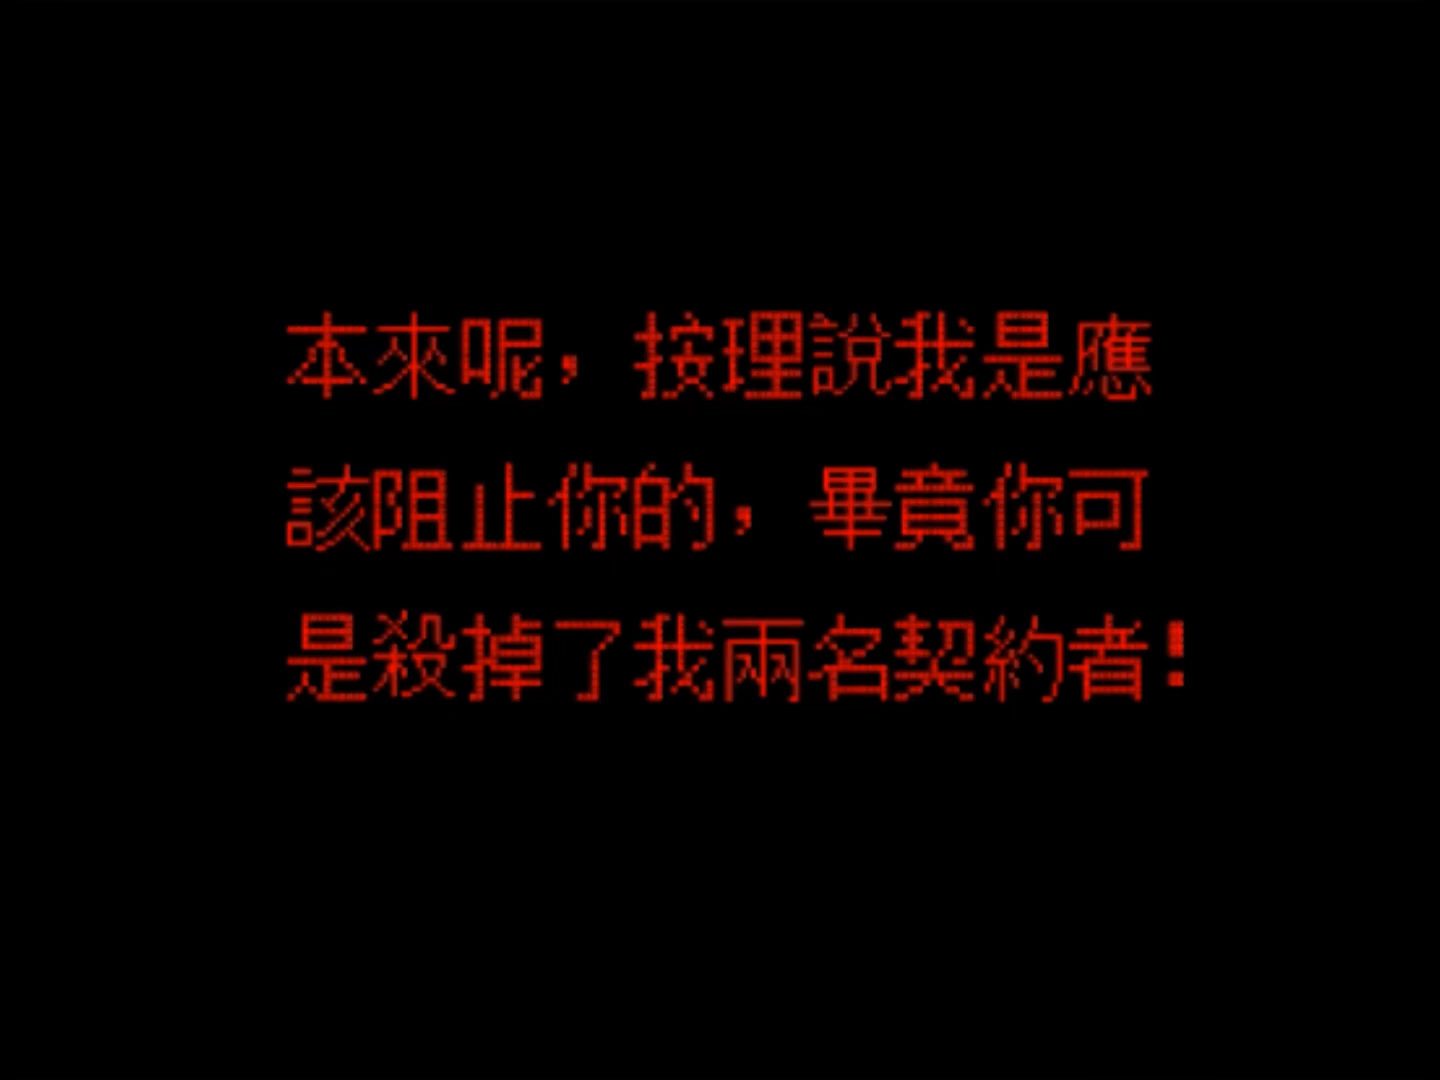 本來呢，按理說我是應
該阻止你的，畢竟你可
是殺掉了我兩名契約者！